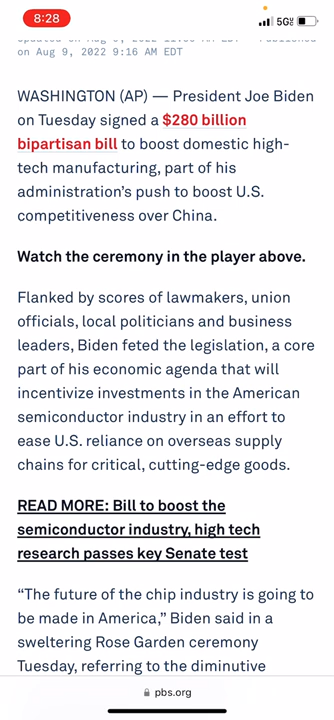 8:28
5G
on Aug 9, 2022 9:16 AM EDT
WASHINGTON (AP) — President Joe Biden
on Tuesday signed a $280 billion
bipartisan bill to boost domestic high-
tech manufacturing, part of his
administration’s push to boost U.S.
competitiveness over China.
Watch the ceremony in the player above.
Flanked by scores of lawmakers, union
officials, local politicians and business
leaders, Biden feted the legislation, a core
part of his economic agenda that will
incentivize investments in the American
semiconductor industry in an effort to
ease U.S. reliance on overseas supply
chains for critical, cutting-edge goods.
READ MORE: Bill to boost the
semiconductor industry, high tech
research passes key Senate test
“The future of the chip industry is going to
be made in America,” Biden said in a
sweltering Rose Garden ceremony
Tuesday, referring to the diminutive
pbs.org